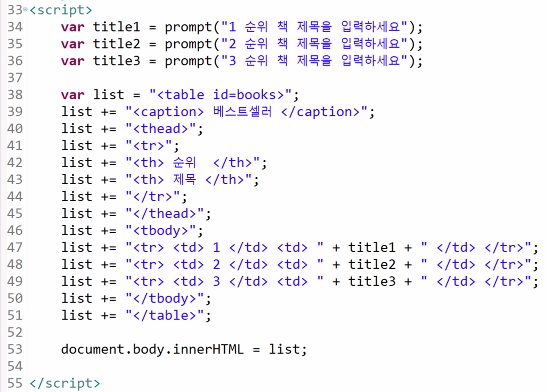 33 <script>
34 var title1 = prompt("1 순위 책 제목을 입력하세요");
35 var title2 = prompt("2 순위 책 제목을 입력하세요");
36 var title3 = prompt("3 순위 책 제목을 입력하세요");
37
38 var list = "<table id=books>";
39 list += "<caption> 베스트셀러 </caption>";
40 list += "<thead>";
41 list += "<tr>";
42 list += "<th> 순위  </th>";
43 list += "<th> 제목 </th>";
44 list += "</tr>";
45 list += "</thead>";
46 list += "<tbody>";
47 list += "<tr> <td> 1 </td> <td> " + title1 + " </td> </tr>";
48 list += "<tr> <td> 2 </td> <td> " + title2 + " </td> </tr>";
49 list += "<tr> <td> 3 </td> <td> " + title3 + " </td> </tr>";
50 list += "</tbody>";
51 list += "</table>";
52
53 document.body.innerHTML = list;
54
55 </script>